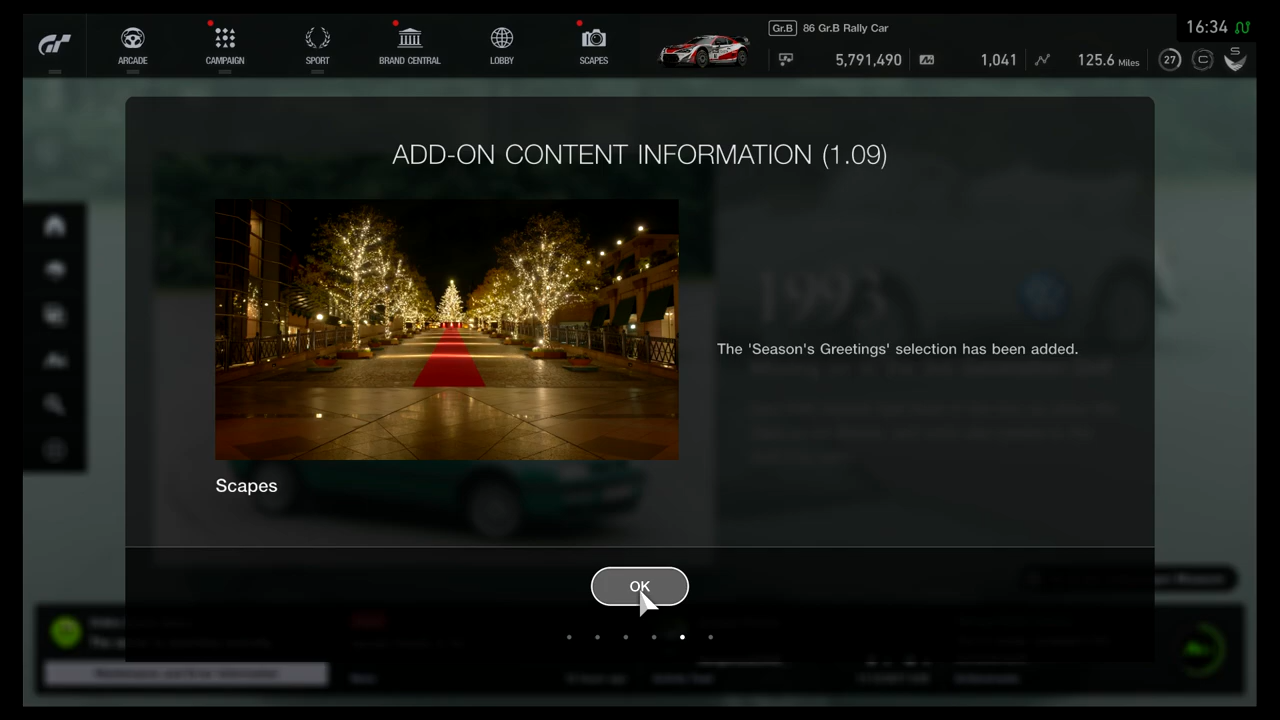 GT
ARCADE
CAMPAIGN
SPORT
BRAND CENTRAL
LOBBY
SCAPES
Gr.B 86 Gr.B Rally Car
5,791,490
1,041
125.6 Miles
27
C
S
16:34
ADD-ON CONTENT INFORMATION (1.09)
1993
The 'Season's Greetings' selection has been added.
Scapes
OK